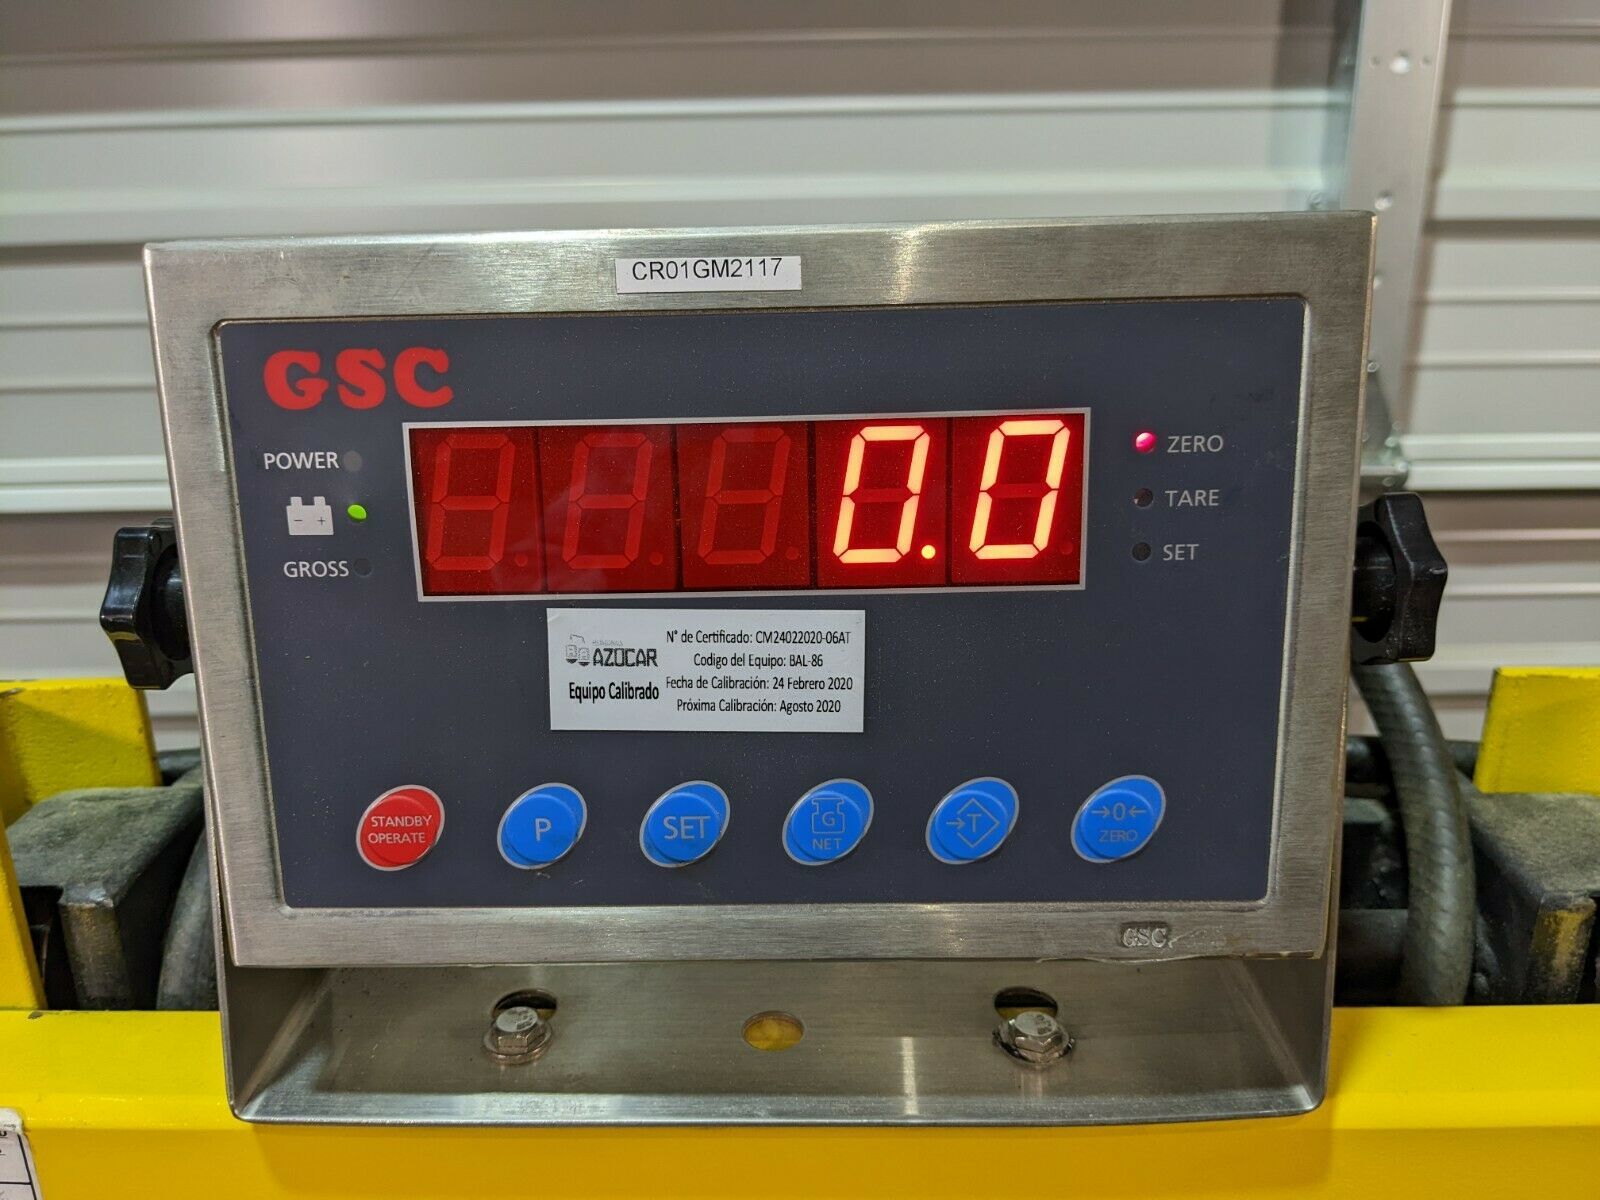 CR01GM2117
GSC
POWER
GROSS
0.0
ZERO
TARE
SET
AZUCAR
Equipo Calibrado
N° de Certificado: CM24022020-06AT
Codigo del Equipo: BAL-86
Fecha de Calibración: 24 Febrero 2020
Próxima Calibración: Agosto 2020
STANDBY
OPERATE
P
SET
G
NET
→T
→0←
ZERO
GSC